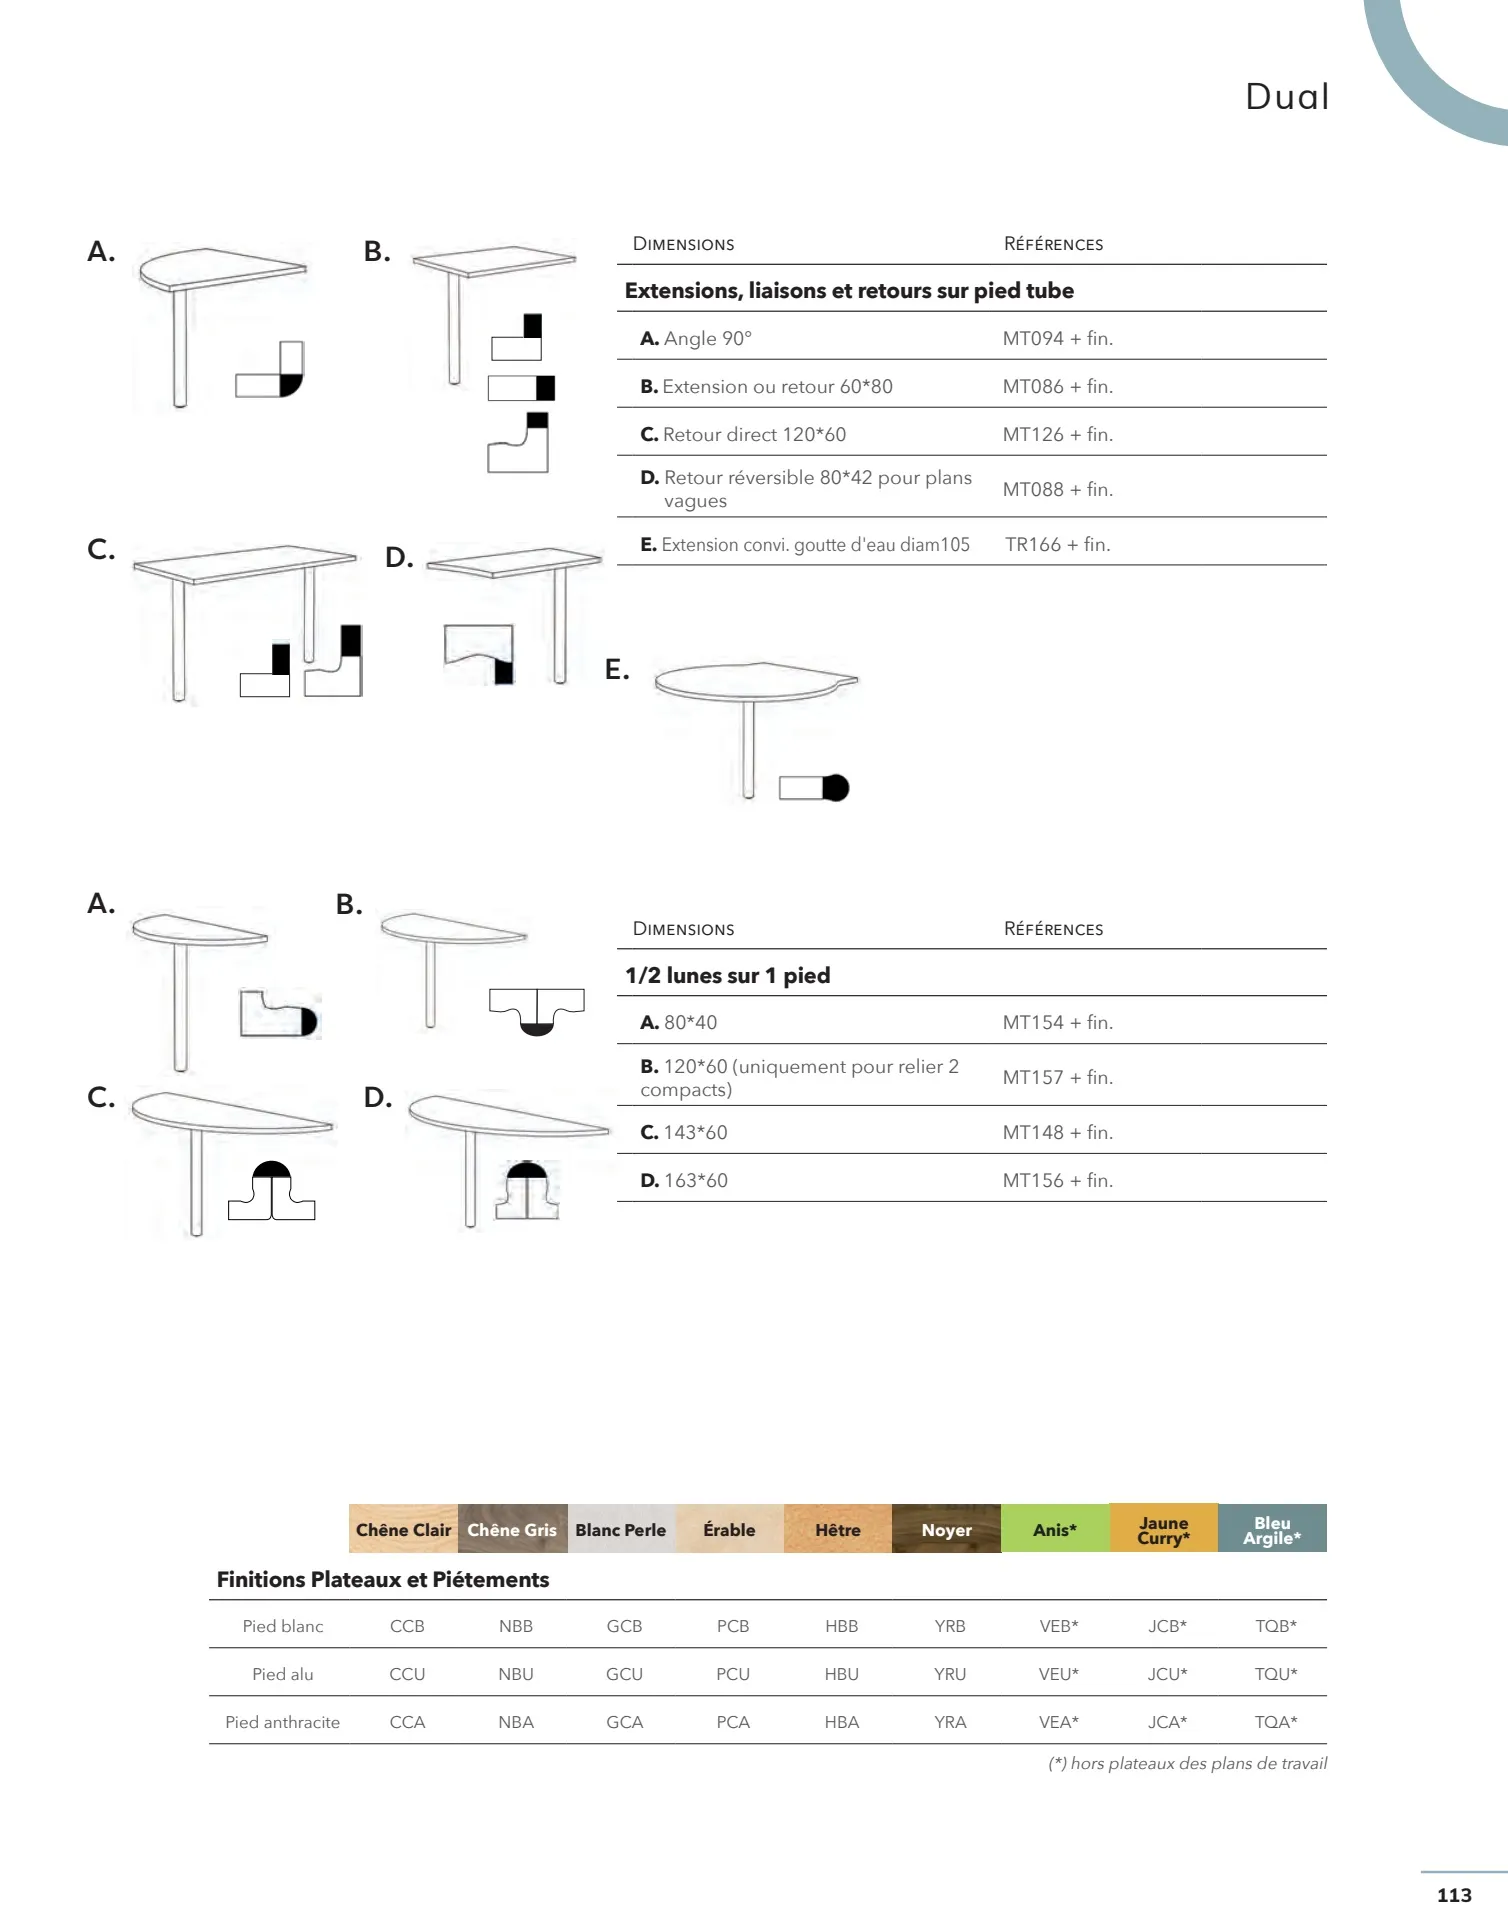 Dual
A.
B.
DIMENSIONS RÉFÉRENCES
Extensions, liaisons et retours sur pied tube
A. Angle 90° MT094 + fin.
B. Extension ou retour 60*80 MT086 + fin.
C. Retour direct 120*60 MT126 + fin.
D. Retour réversible 80*42 pour plans
vagues MT088 + fin.
E. Extension convi. goutte d'eau diam105 TR166 + fin.
C.
D.
E.
A.
B.
DIMENSIONS RÉFÉRENCES
1/2 lunes sur 1 pied
A. 80*40 MT154 + fin.
B. 120*60 (uniquement pour relier 2
compacts) MT157 + fin.
C. 143*60 MT148 + fin.
D. 163*60 MT156 + fin.
C.
D.
Chêne Clair Chêne Gris Blanc Perle Érable Hêtre Noyer Anis* Jaune Curry* Bleu Argile*
Finitions Plateaux et Piétements
Pied blanc CCB NBB GCB PCB HBB YRB VEB* JCB* TQB*
Pied alu CCU NBU GCU PCU HBU YRU VEU* JCU* TQU*
Pied anthracite CCA NBA GCA PCA HBA YRA VEA* JCA* TQA*
(*) hors plateaux des plans de travail
113